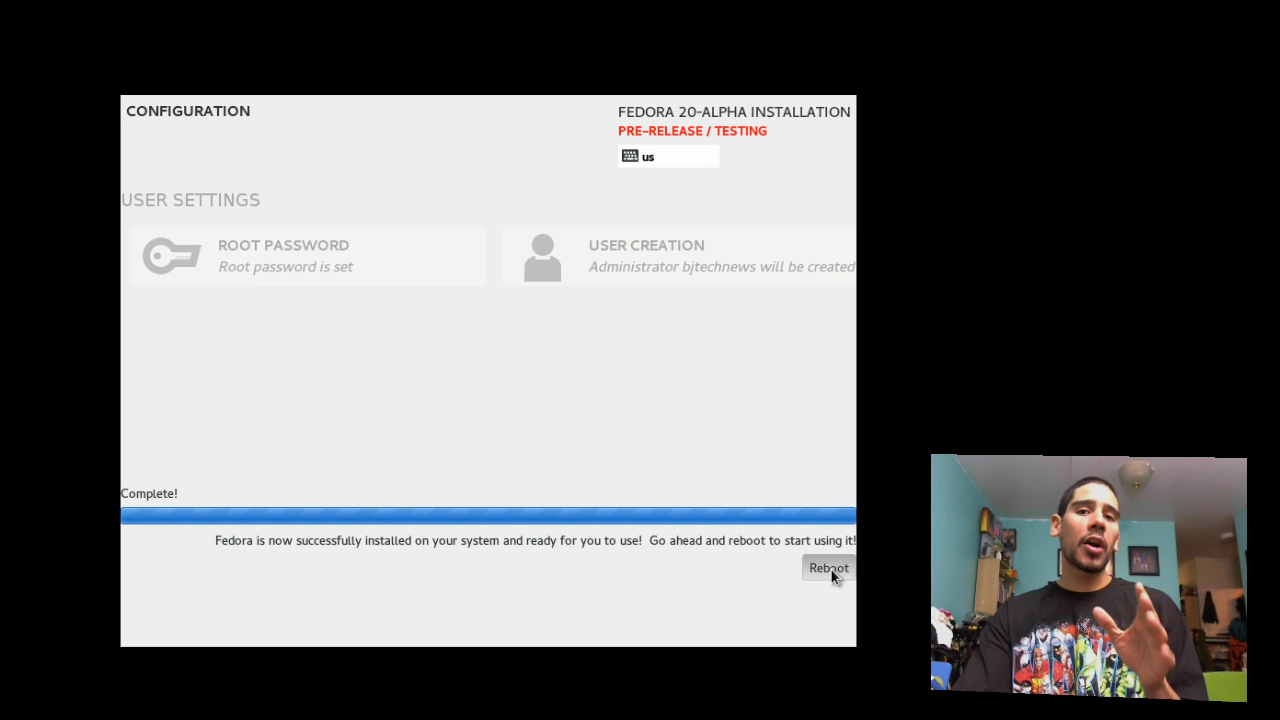 CONFIGURATION
FEDORA 20-ALPHA INSTALLATION
PRE-RELEASE / TESTING
us
USER SETTINGS
ROOT PASSWORD
Root password is set
USER CREATION
Administrator bjtechnews will be created
Complete!
Fedora is now successfully installed on your system and ready for you to use!  Go ahead and reboot to start using it!
Reboot